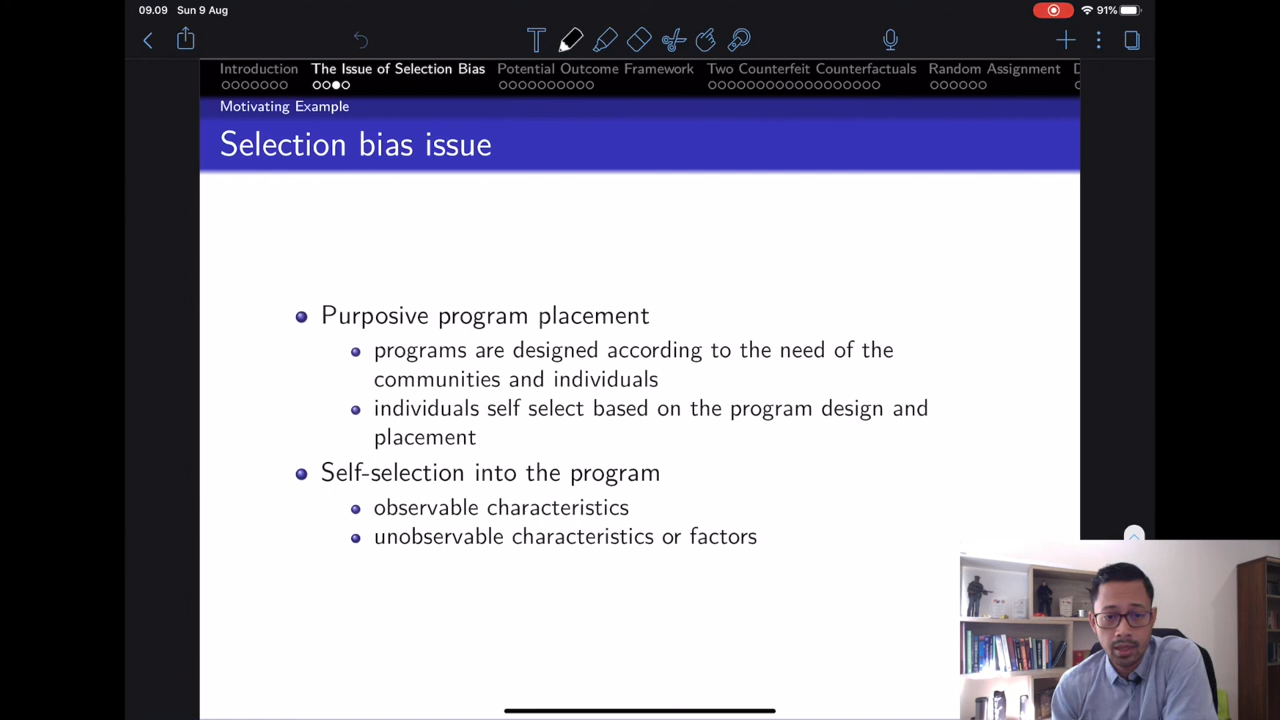 09.09 Sun 9 Aug
91%
Introduction The Issue of Selection Bias Potential Outcome Framework Two Counterfeit Counterfactuals Random Assignment
Motivating Example
Selection bias issue
Purposive program placement
programs are designed according to the need of the
communities and individuals
individuals self select based on the program design and
placement
Self-selection into the program
observable characteristics
unobservable characteristics or factors